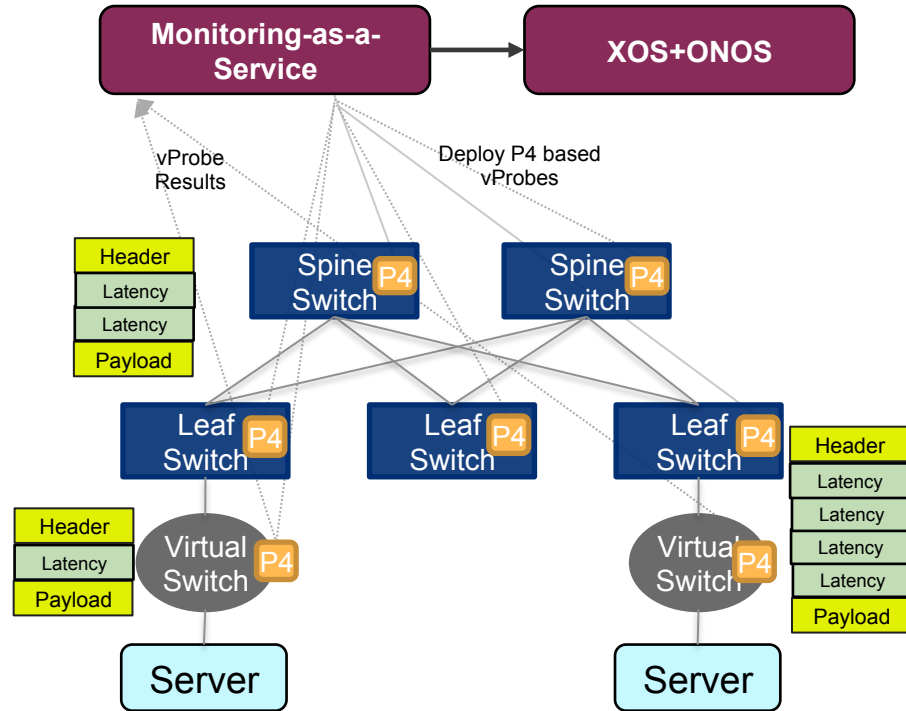 Monitoring-as-a-
Service
XOS+ONOS
vProbe
Results
Deploy P4 based
vProbes
Header
Latency
Latency
Payload
Spine
Switch
P4
Spine
Switch
P4
Leaf
Switch
P4
Leaf
Switch
P4
Leaf
Switch
P4
Header
Latency
Latency
Latency
Latency
Payload
Header
Latency
Payload
Virtual
Switch
P4
Virtual
Switch
P4
Server
Server